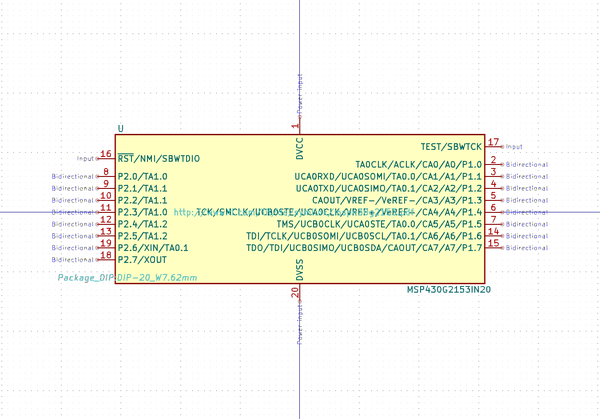 Power Input
1
U
DVCC
TEST/SBWTCK 17 Input
Input 16 RST/NMI/SBWTDIO
TA0CLK/ACLK/CA0/A0/P1.0 2 Bidirectional
Bidirectional 8 P2.0/TA1.0
UCA0RXD/UCA0SOMI/TA0.0/CA1/A1/P1.1 3 Bidirectional
Bidirectional 9 P2.1/TA1.1
UCA0TXD/UCA0SIMO/TA0.1/CA2/A2/P1.2 4 Bidirectional
Bidirectional 10 P2.2/TA1.1
CAOUT/VREF-/VeREF-/CA3/A3/P1.3 5 Bidirectional
Bidirectional 11 P2.3/TA1.0
/CA4/A4/P1.4 6 Bidirectional
Bidirectional 12 P2.4/TA1.2
TMS/UCB0CLK/UCA0STE/TA0.0/CA5/A5/P1.5 7 Bidirectional
Bidirectional 13 P2.5/TA1.2
TDI/TCLK/UCB0SOMI/UCB0SCL/TA0.1/CA6/A6/P1.6 14 Bidirectional
Bidirectional 19 P2.6/XIN/TA0.1
TDO/TDI/UCB0SIMO/UCB0SDA/CAOUT/CA7/A7/P1.7 15 Bidirectional
Bidirectional 18 P2.7/XOUT
DVSS
Package_DIP:DIP-20_W7.62mm
MSP430G2153IN20
20
Power Input